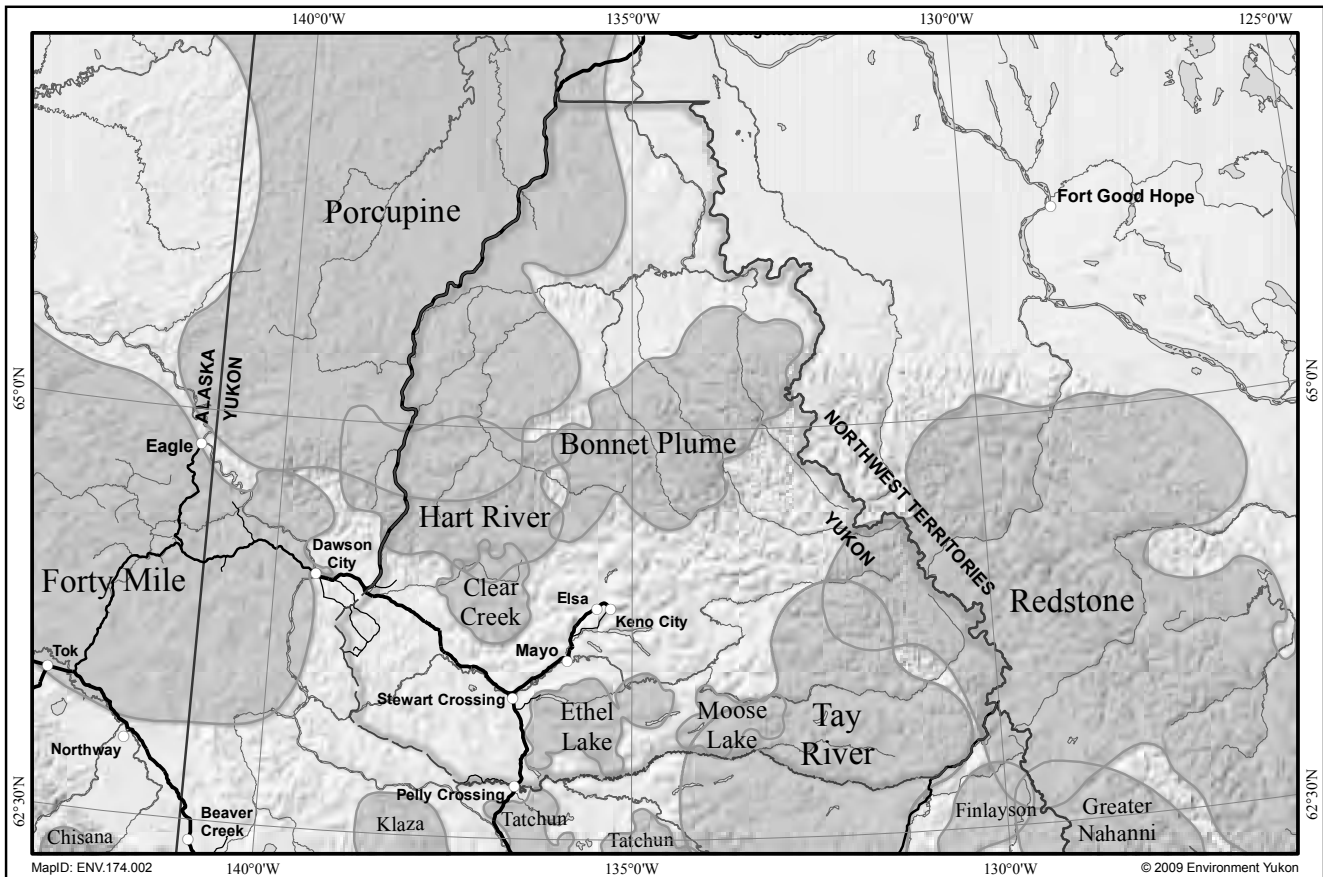 140°0'W 135°0'W 130°0'W 125°0'W
Porcupine
Fort Good Hope
65°0'N
65°0'N
ALASKA
YUKON
Eagle
Bonnet Plume
NORTHWEST TERRITORIES
YUKON
Hart River
Dawson
City
Forty Mile
Clear
Creek
Elsa
Keno City
Redstone
Mayo
Tok
Stewart Crossing
Ethel
Lake
Moose
Lake
Tay
River
Northway
Pelly Crossing
62°30'N
62°30'N
Beaver
Creek
Chisana
Klaza
Tatchun
Tatchun
Finlayson
Greater
Nahanni
MapID: ENV.174.002
140°0'W 135°0'W 130°0'W
© 2009 Environment Yukon